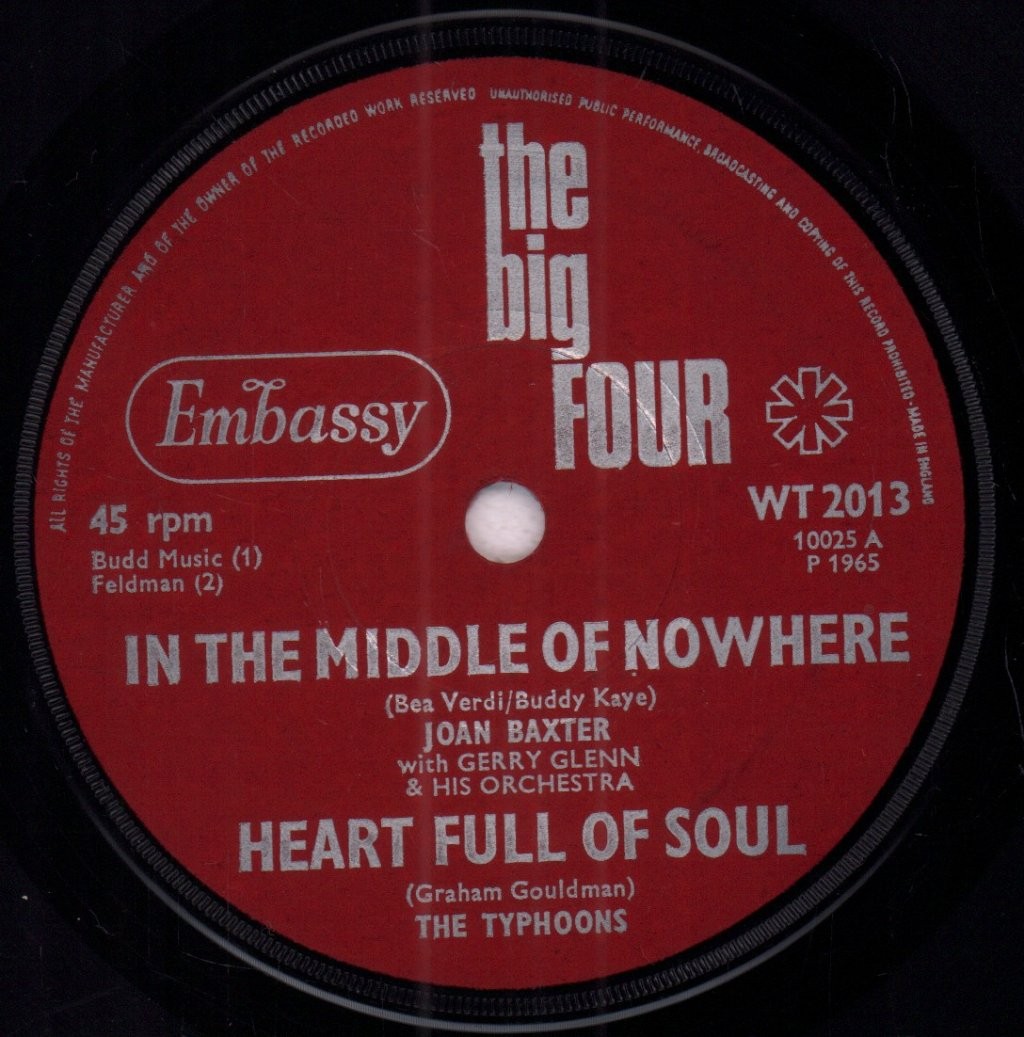 ALL RIGHTS OF THE MANUFACTURER AND OF THE OWNER OF THE RECORDED WORK RESERVED UNAUTHORISED PUBLIC PERFORMANCE, BROADCASTING AND COPYING OF THIS RECORD PROHIBITED - MADE IN ENGLAND
the
big
FOUR
Embassy
WT 2013
10025 A
P 1965
45 rpm
Budd Music (1)
Feldman (2)
IN THE MIDDLE OF NOWHERE
(Bea Verdi/Buddy Kaye)
JOAN BAXTER
with GERRY GLENN
& HIS ORCHESTRA
HEART FULL OF SOUL
(Graham Gouldman)
THE TYPHOONS